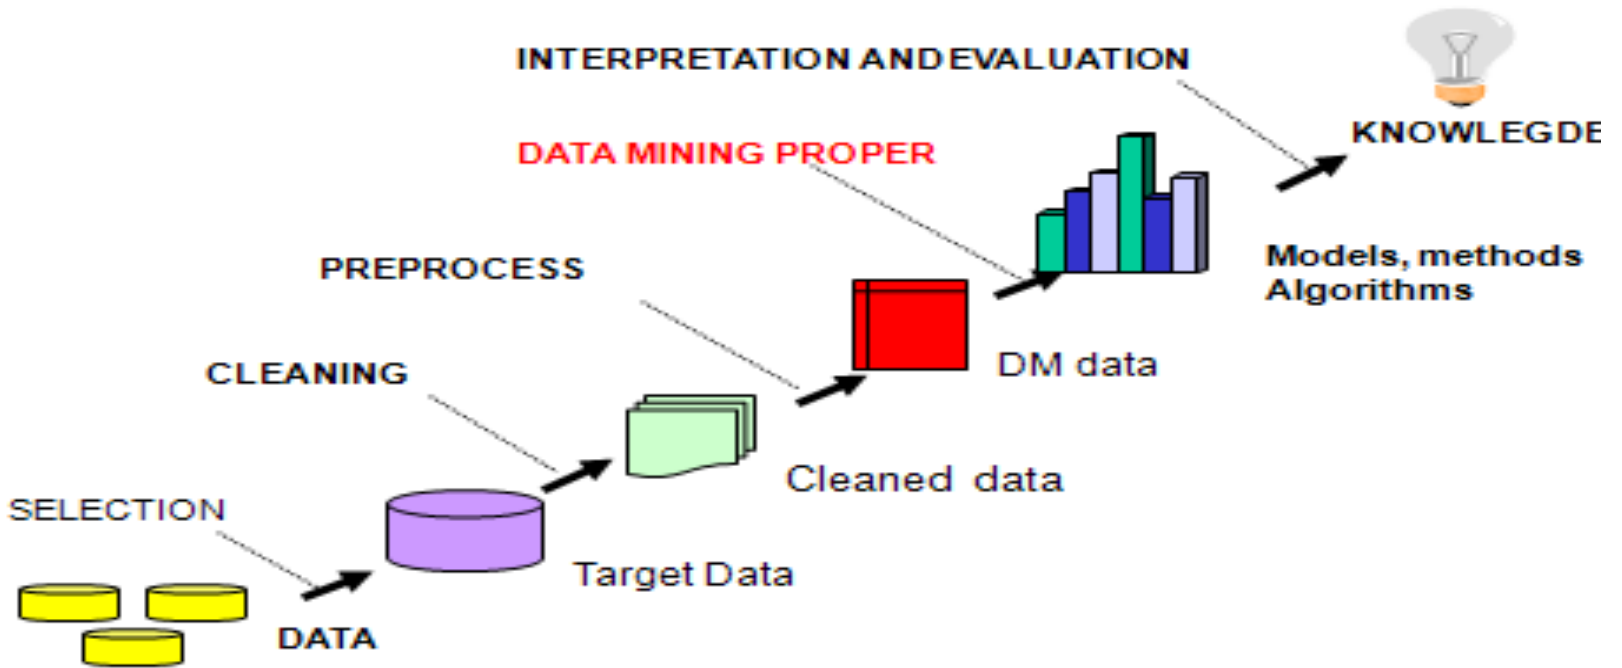 INTERPRETATION ANDEVALUATION
KNOWLEGDE
DATA MINING PROPER
PREPROCESS
Models, methods
Algorithms
DM data
CLEANING
Cleaned data
SELECTION
Target Data
DATA